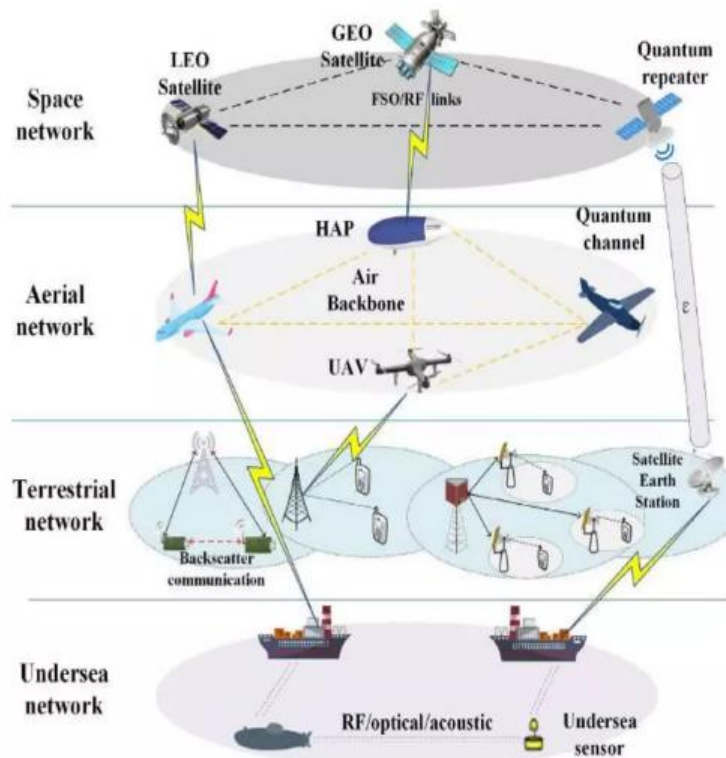 GEO
Satellite
LEO
Satellite
Quantum
repeater
FSO/RF links
Space
network
HAP
Quantum
channel
Air
Backbone
Aerial
network
ε
UAV
Satellite
Earth
Station
Terrestrial
network
Backscatter
communication
Undersea
network
RF/optical/acoustic
Undersea
sensor